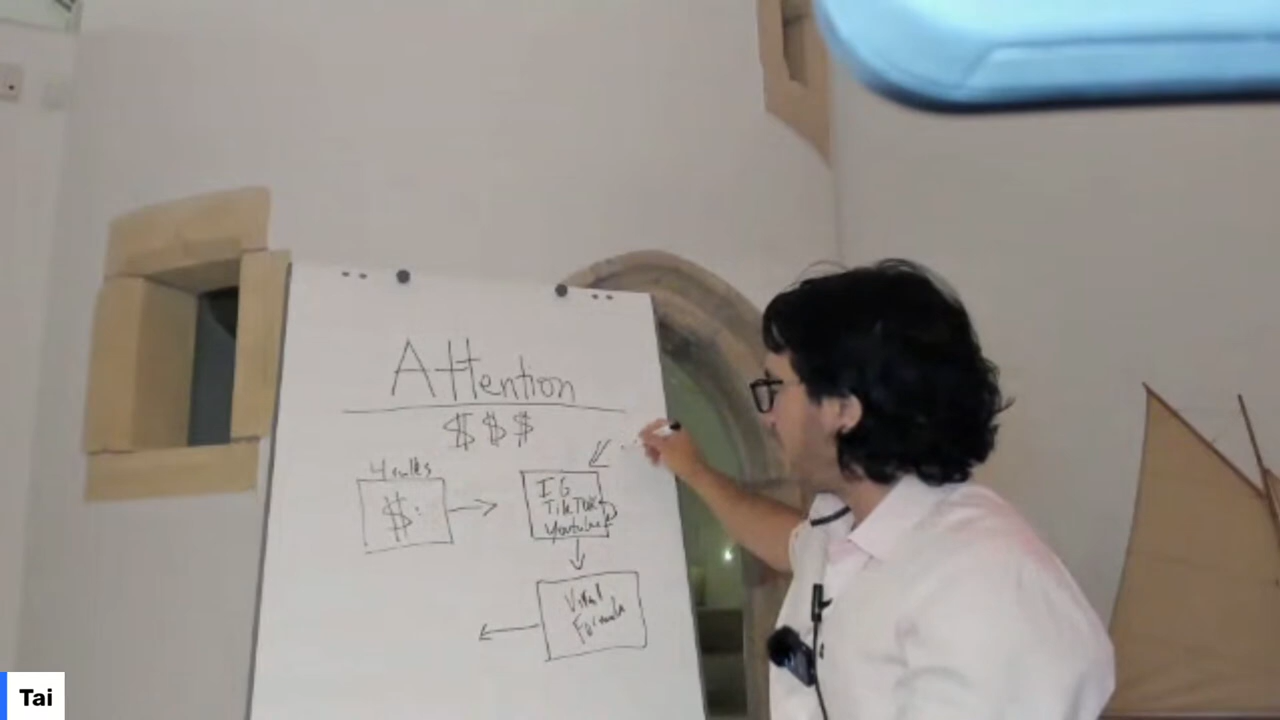 Attention
$ $ $
4 rules
$
IG
TikTok
Youtube
Viral
Formula
Tai